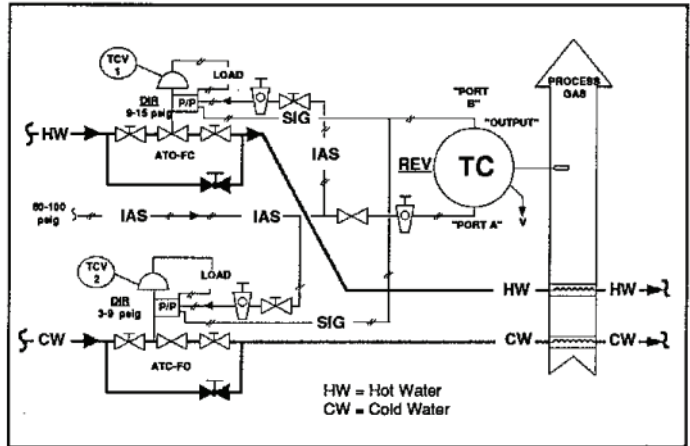 TCV
1
LOAD
DIR
9-15 psig
P/P
SIG
HW
ATO-FC
IAS
"PORT
B"
"OUTPUT"
REV
TC
"PORT A"
V
PROCESS
GAS
60-100
psig
IAS
IAS
TCV
2
LOAD
DIR
3-9 psig
P/P
SIG
HW
HW
CW
ATC-FO
CW
CW
HW = Hot Water
CW = Cold Water